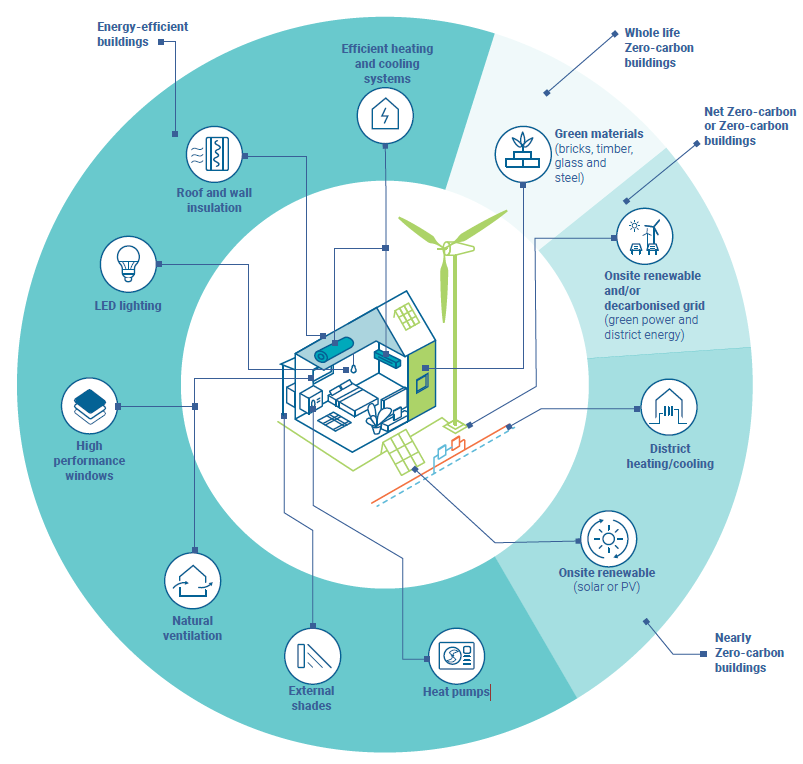 Energy-efficient
buildings
Efficient heating
and cooling
systems
Whole life
Zero-carbon
buildings
Green materials
(bricks, timber,
glass and
steel)
Net Zero-carbon
or Zero-carbon
buildings
Roof and wall
insulation
LED lighting
Onsite renewable
and/or
decarbonised grid
(green power and
district energy)
High
performance
windows
District
heating/cooling
Onsite renewable
(solar or PV)
Natural
ventilation
External
shades
Heat pumps
Nearly
Zero-carbon
buildings